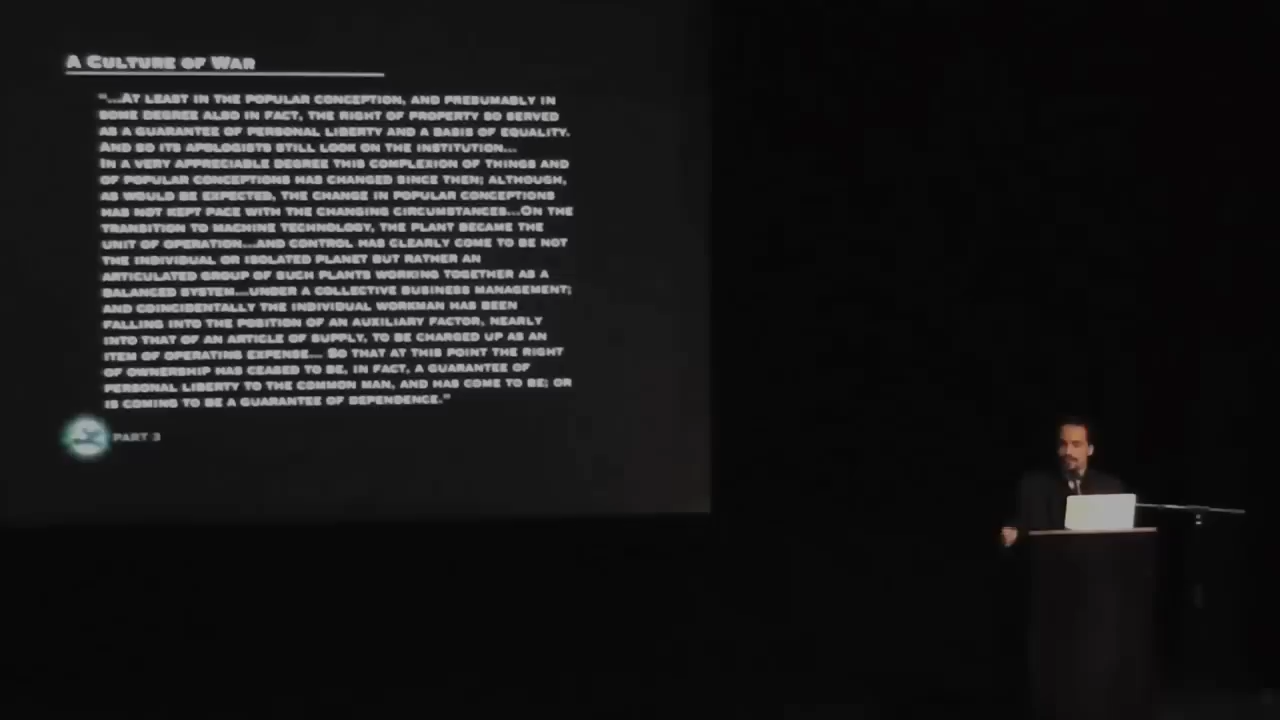 A Culture of War
"...At least in the popular conception, and presumably in
some degree also in fact, the right of property so served
as a guarantee of personal liberty and a basis of equality.
And so its apologists still look on the institution...
In a very appreciable degree this complexion of things and
of popular conceptions has changed since then; although,
as would be expected, the change in popular conceptions
has not kept pace with the changing circumstances...On the
transition to machine technology, the plant became the
unit of operation...and control has clearly come to be not
the individual or isolated planet but rather an
articulated group of such plants working together as a
balanced system...under a collective business management;
and coincidentally the individual workman has been
falling into the position of an auxiliary factor, nearly
into that of an article of supply, to be charged up as an
item of operating expense... So that at this point the right
of ownership has ceased to be, in fact, a guarantee of
personal liberty to the common man, and has come to be; or
is coming to be a guarantee of dependence."
Part 3